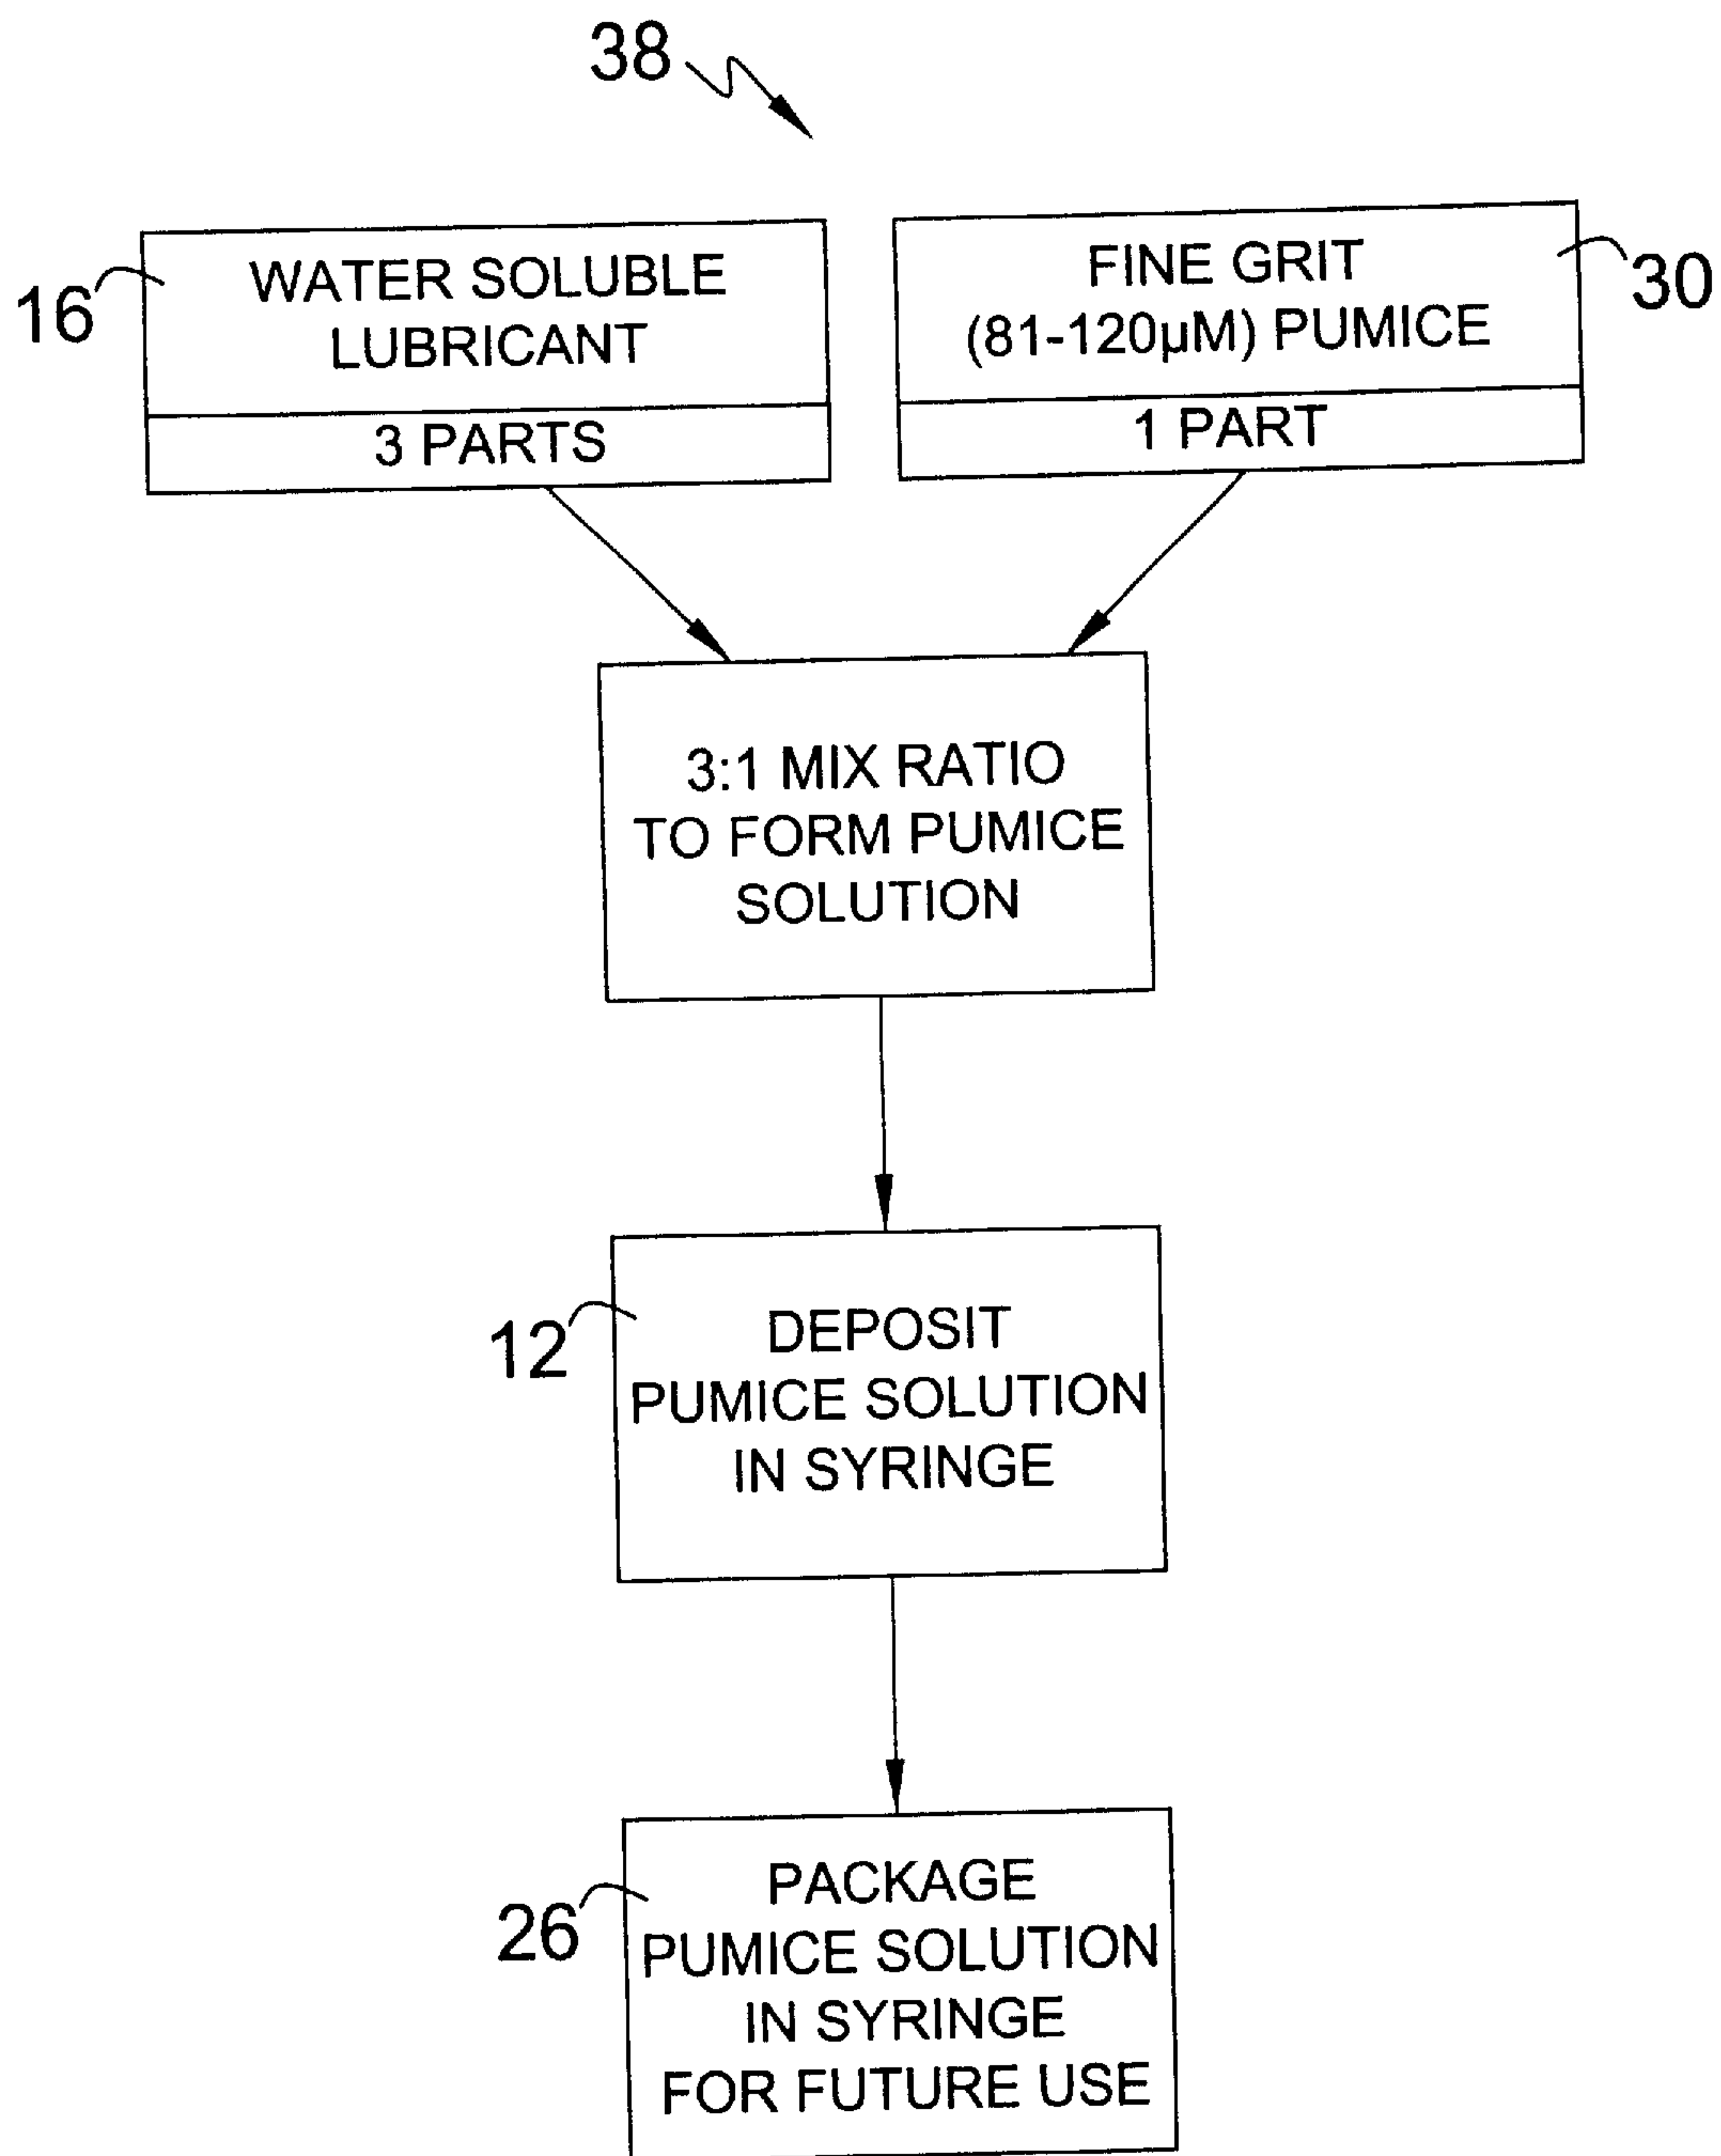 38
16
WATER SOLUBLE
LUBRICANT
3 PARTS
FINE GRIT
(81-120µM) PUMICE
1 PART
30
3:1 MIX RATIO
TO FORM PUMICE
SOLUTION
12
DEPOSIT
PUMICE SOLUTION
IN SYRINGE
26
PACKAGE
PUMICE SOLUTION
IN SYRINGE
FOR FUTURE USE